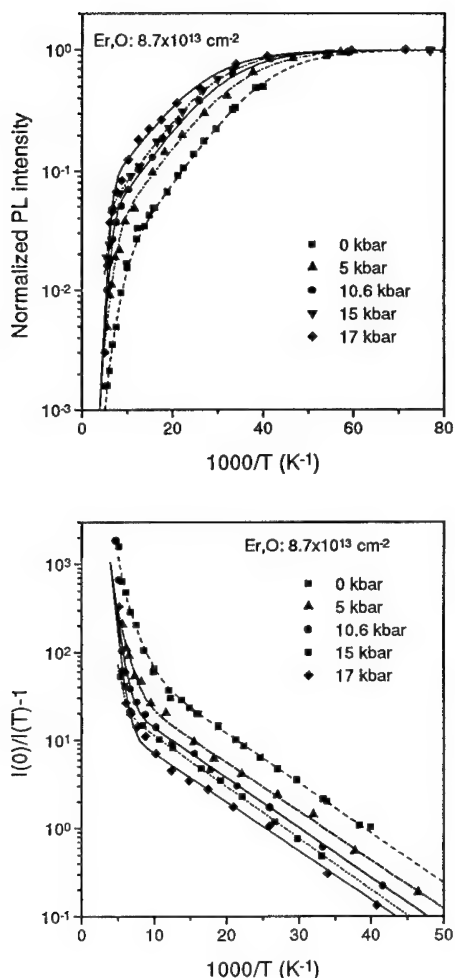 Er,O: 8.7x10¹³ cm⁻²
Normalized PL intensity
10⁰
10⁻¹
10⁻²
10⁻³
0 kbar
5 kbar
10.6 kbar
15 kbar
17 kbar
0 20 40 60 80
1000/T (K⁻¹)
Er,O: 8.7x10¹³ cm⁻²
I(0)/I(T)-1
10³
10²
10¹
10⁰
10⁻¹
0 kbar
5 kbar
10.6 kbar
15 kbar
17 kbar
0 10 20 30 40 50
1000/T (K⁻¹)